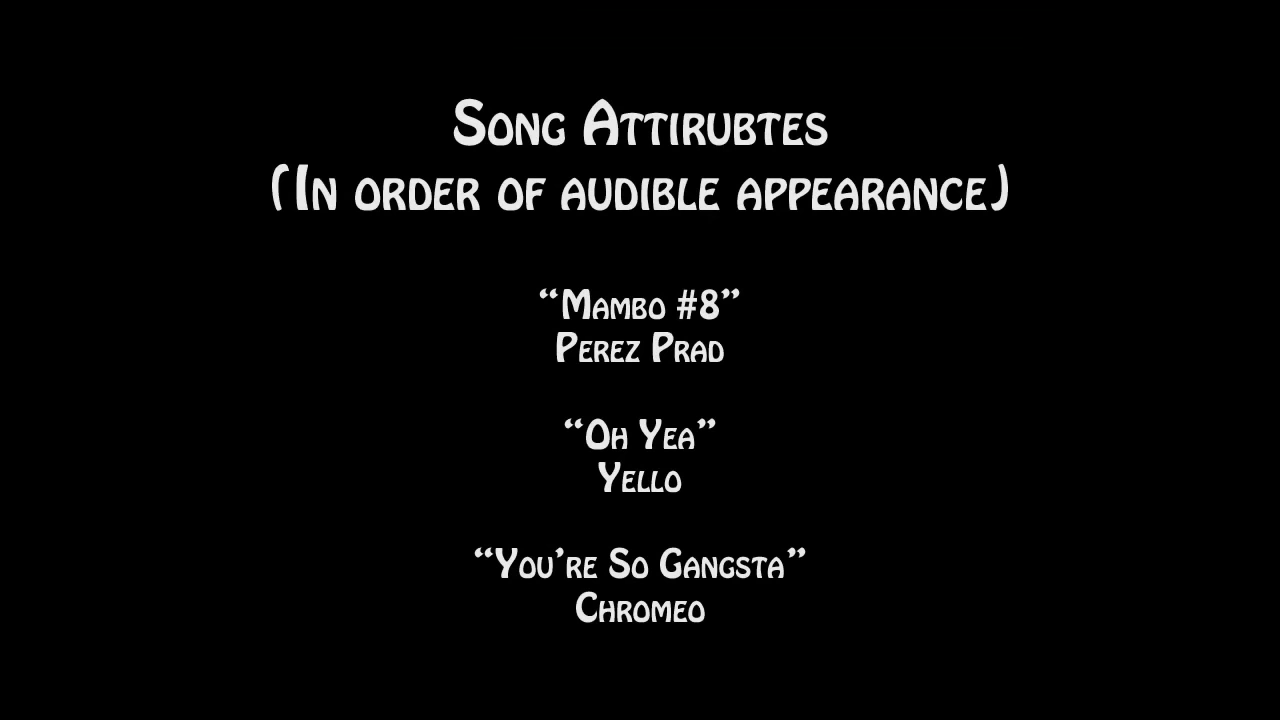 Song Attirubtes
(In order of audible appearance)
“Mambo #8”
Perez Prad
“Oh Yea”
Yello
“You’re So Gangsta”
Chromeo